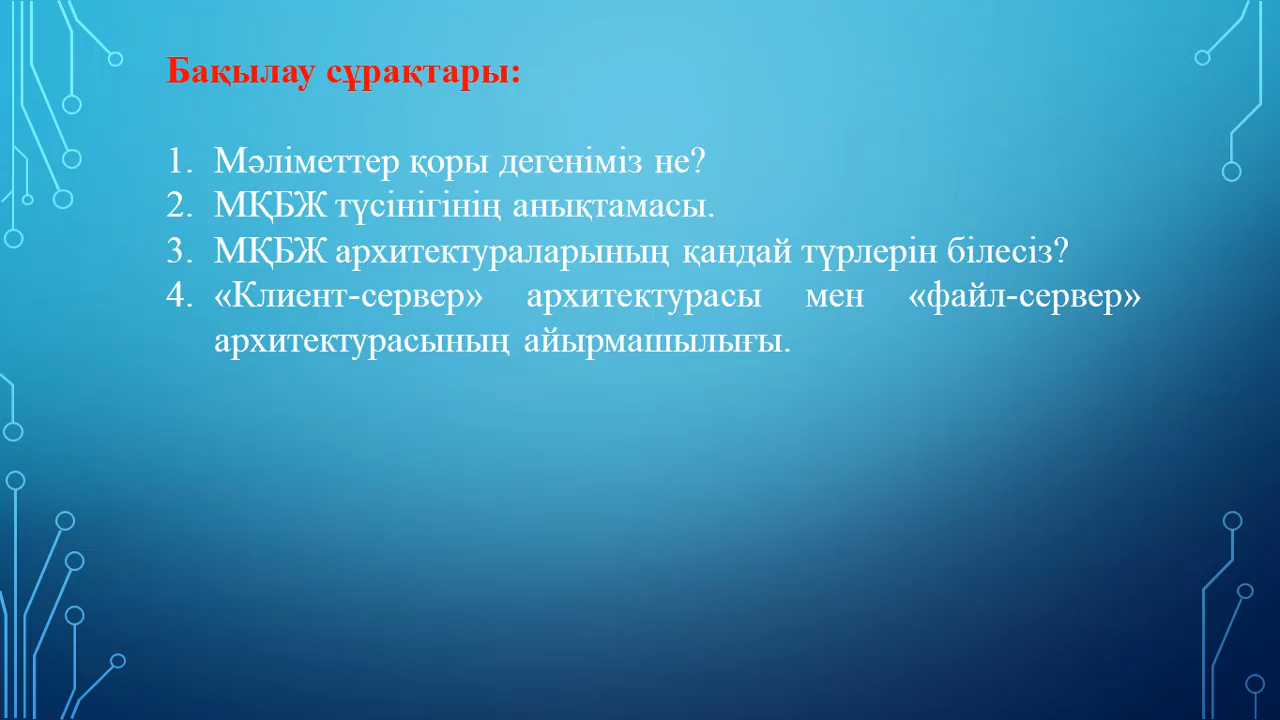 Бақылау сұрақтары:
1. Мәліметтер қоры дегеніміз не?
2. МҚБЖ түсінігінің анықтамасы.
3. МҚБЖ архитектураларының қандай түрлерін білесіз?
4. «Клиент-сервер» архитектурасы мен «файл-сервер»
архитектурасының айырмашылығы.